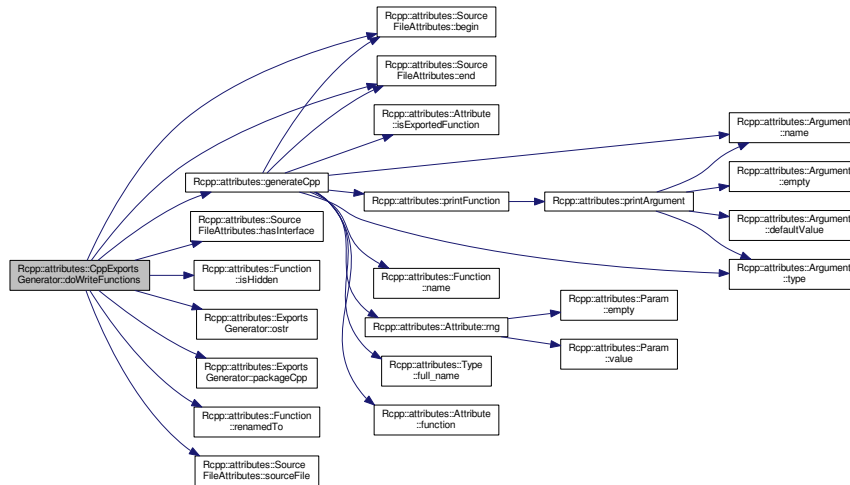 Rcpp::attributes::CppExports
Generator::doWriteFunctions
Rcpp::attributes::Source
FileAttributes::begin
Rcpp::attributes::Source
FileAttributes::end
Rcpp::attributes::Attribute
::isExportedFunction
Rcpp::attributes::generateCpp
Rcpp::attributes::Source
FileAttributes::hasInterface
Rcpp::attributes::Function
::isHidden
Rcpp::attributes::Exports
Generator::ostr
Rcpp::attributes::Exports
Generator::packageCpp
Rcpp::attributes::Function
::renamedTo
Rcpp::attributes::Source
FileAttributes::sourceFile
Rcpp::attributes::printFunction
Rcpp::attributes::Function
::name
Rcpp::attributes::Attribute::rng
Rcpp::attributes::Type
::full_name
Rcpp::attributes::Attribute
::function
Rcpp::attributes::printArgument
Rcpp::attributes::Param
::empty
Rcpp::attributes::Param
::value
Rcpp::attributes::Argument
::name
Rcpp::attributes::Argument
::empty
Rcpp::attributes::Argument
::defaultValue
Rcpp::attributes::Argument
::type